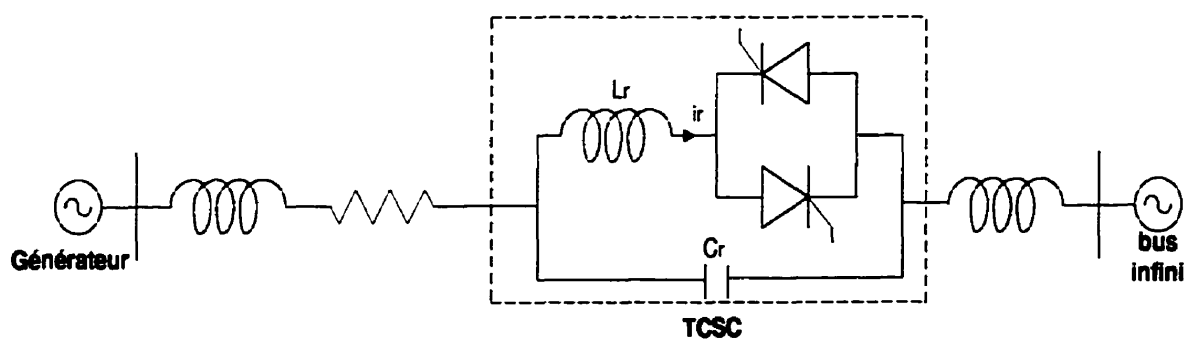 Lr
ir
Générateur
Cr
bus
infini
TCSC